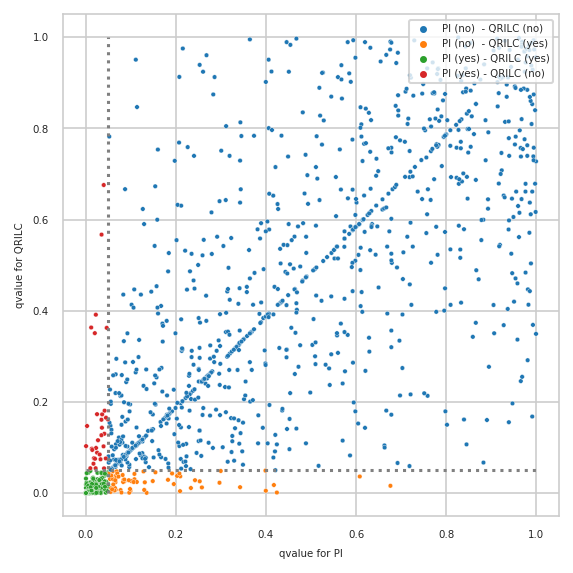 PI (no)  - QRILC (no)
PI (no)  - QRILC (yes)
PI (yes) - QRILC (yes)
PI (yes) - QRILC (no)
1.0
0.8
0.6
0.4
0.2
0.0
qvalue for QRILC
0.0 0.2 0.4 0.6 0.8 1.0
qvalue for PI